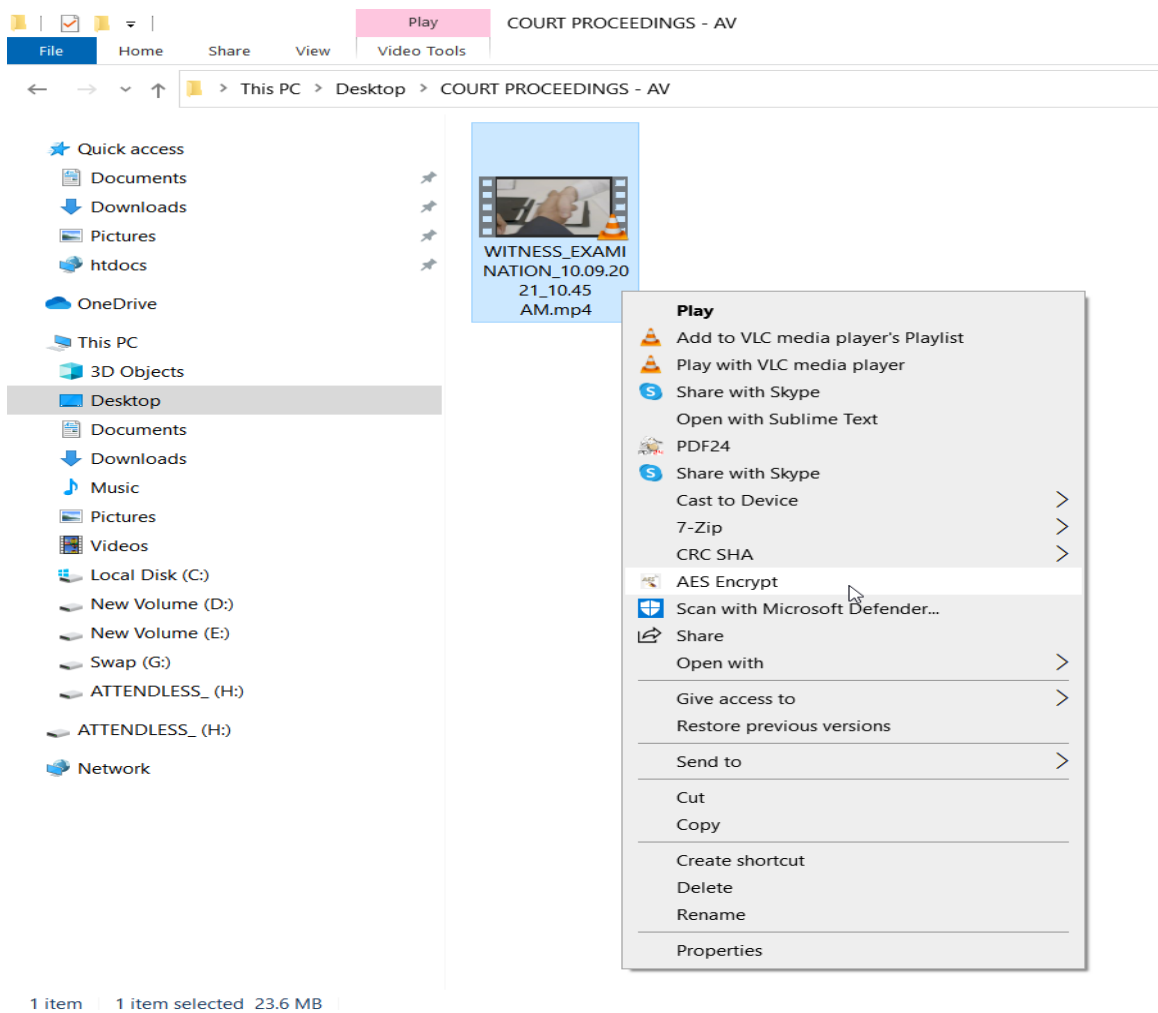 Play
COURT PROCEEDINGS - AV
File
Home
Share
View
Video Tools
This PC > Desktop > COURT PROCEEDINGS - AV
Quick access
Documents
Downloads
Pictures
htdocs
OneDrive
This PC
3D Objects
Desktop
Documents
Downloads
Music
Pictures
Videos
Local Disk (C:)
New Volume (D:)
New Volume (E:)
Swap (G:)
ATTENDLESS_ (H:)
ATTENDLESS_ (H:)
Network
WITNESS_EXAMI
NATION_10.09.20
21_10.45
AM.mp4
Play
Add to VLC media player's Playlist
Play with VLC media player
Share with Skype
Open with Sublime Text
PDF24
Share with Skype
Cast to Device
7-Zip
CRC SHA
AES Encrypt
Scan with Microsoft Defender...
Share
Open with
Give access to
Restore previous versions
Send to
Cut
Copy
Create shortcut
Delete
Rename
Properties
1 item
1 item selected 23.6 MB